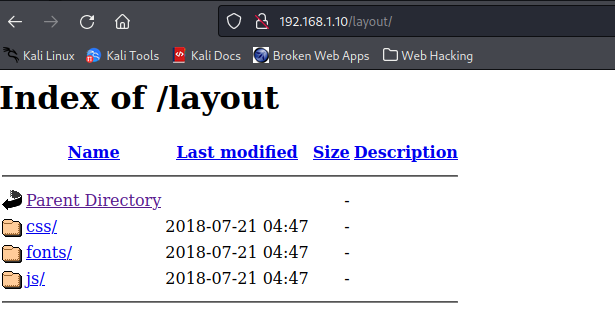 192.168.1.10/layout/
Kali Linux Kali Tools Kali Docs Broken Web Apps Web Hacking
Index of /layout
Name Last modified Size Description
Parent Directory -
css/ 2018-07-21 04:47 -
fonts/ 2018-07-21 04:47 -
js/ 2018-07-21 04:47 -